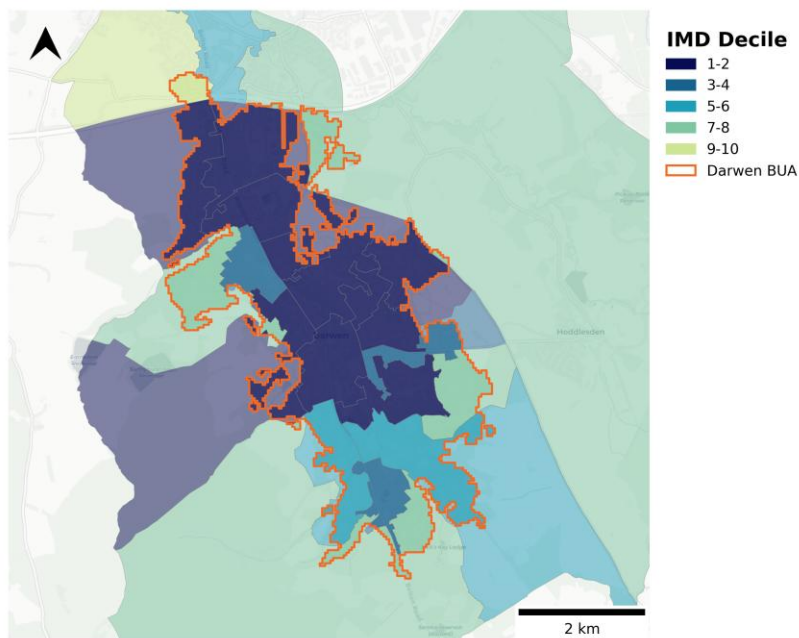 IMD Decile
1-2
3-4
5-6
7-8
9-10
Darwen BUA
Darwen
Hoddlesden
2 km